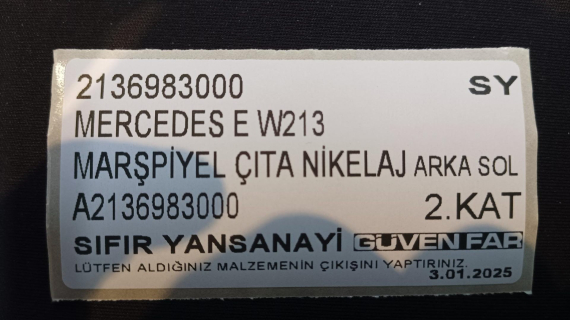 2136983000 SY
MERCEDES E W213
MARŞPİYEL ÇITA NİKELAJ ARKA SOL
A2136983000 2.KAT
SIFIR YANSANAYİ GÜVEN FAR
LÜTFEN ALDIĞINIZ MALZEMENİN ÇIKIŞINI YAPTIRINIZ.
3.01.2025